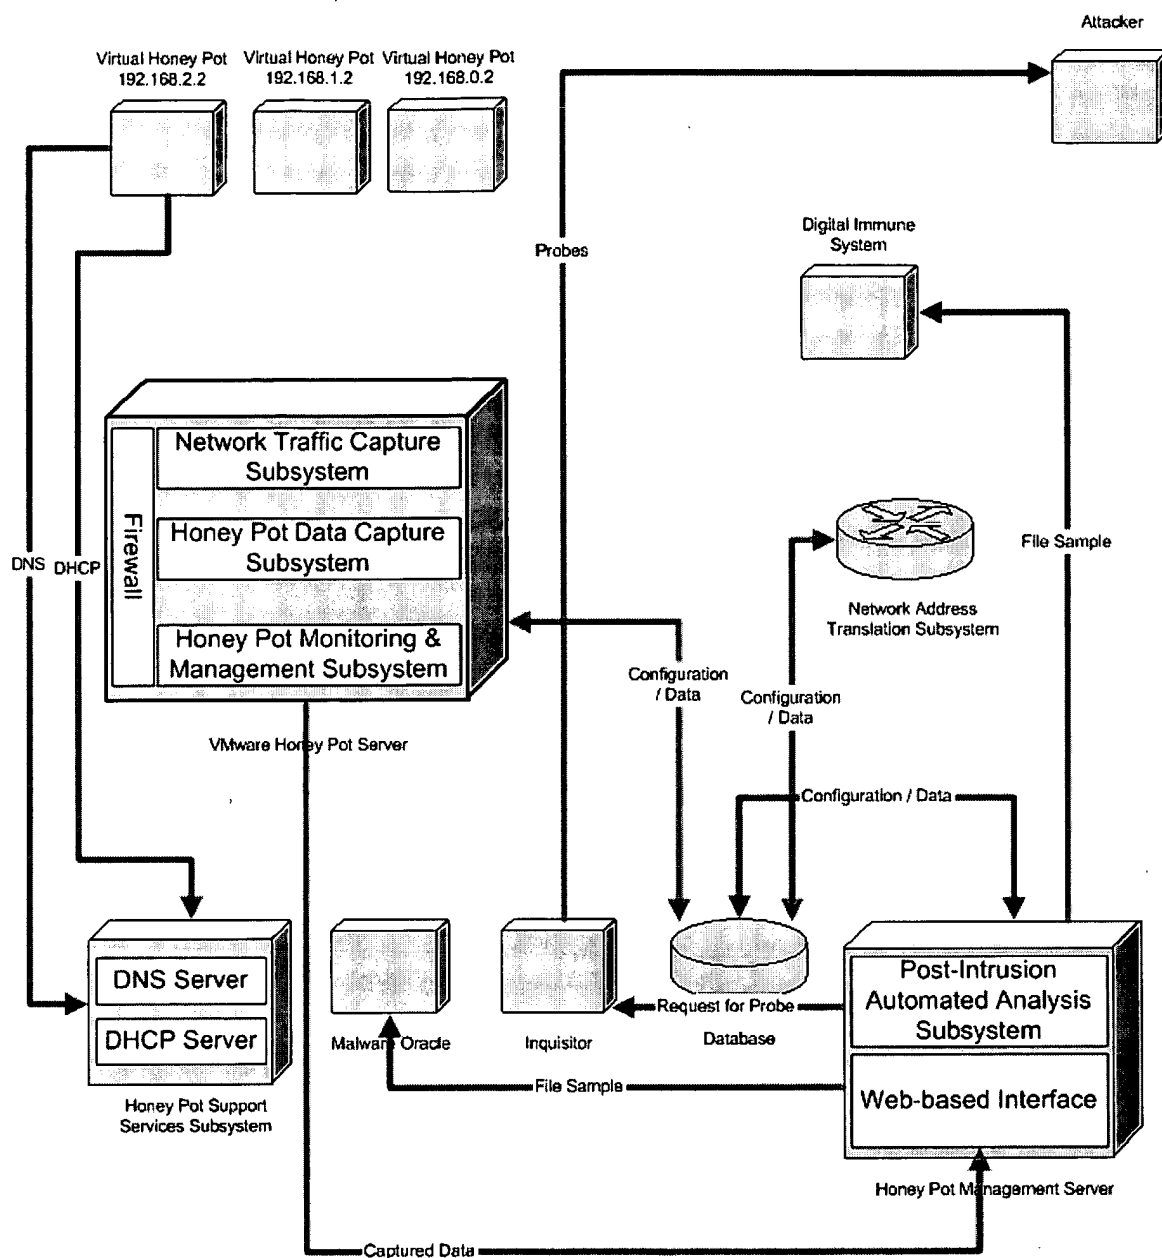 Attacker
Virtual Honey Pot
192.168.2.2
Virtual Honey Pot
192.168.1.2
Virtual Honey Pot
192.168.0.2
Probes
Digital Immune
System
Network Traffic Capture
Subsystem
Honey Pot Data Capture
Subsystem
Honey Pot Monitoring &
Management Subsystem
Firewall
DNS
DHCP
File Sample
Network Address
Translation Subsystem
Configuration
/ Data
Configuration
/ Data
VMware Honey Pot Server
Configuration / Data
DNS Server
DHCP Server
Honey Pot Support
Services Subsystem
Malware Oracle
Inquisitor
Request for Probe
Database
File Sample
Post-Intrusion
Automated Analysis
Subsystem
Web-based Interface
Honey Pot Management Server
Captured Data